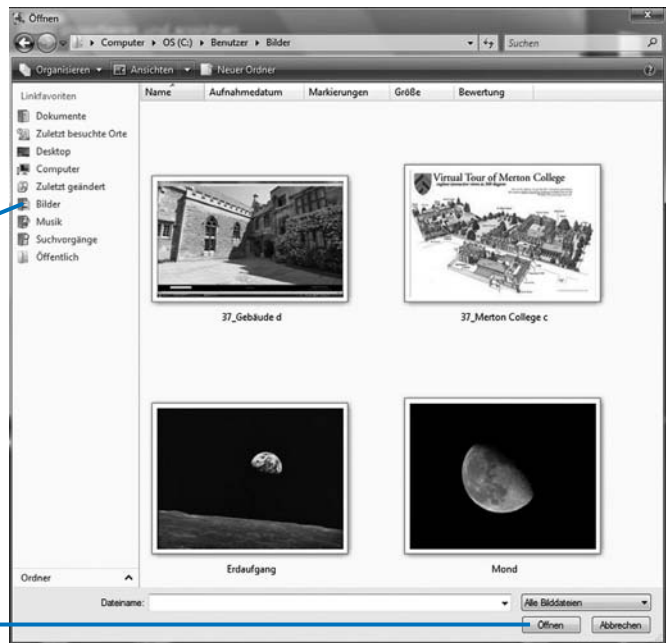 Öffnen
Computer ▸ OS (C:) ▸ Benutzer ▸ Bilder
Suchen
Organisieren
Ansichten
Neuer Ordner
Linkfavoriten
Dokumente
Zuletzt besuchte Orte
Desktop
Computer
Zuletzt geändert
Bilder
Musik
Suchvorgänge
Öffentlich
Ordner
Name Aufnahmedatum Markierungen Größe Bewertung
Virtual Tour of Merton College
37_Gebäude d
37_Merton College c
Erdaufgang
Mond
Dateiname:
Alle Bilddateien
Öffnen
Abbrechen